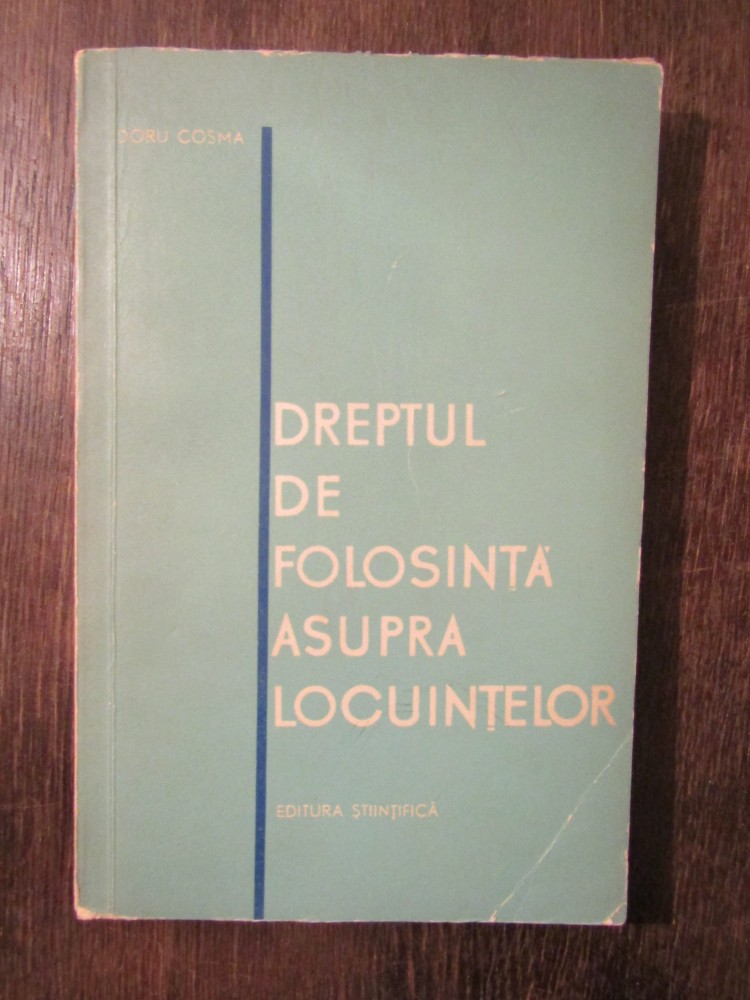 DORU COSMA
DREPTUL
DE
FOLOSINȚĂ
ASUPRA
LOCUINȚELOR
EDITURA ȘTIINȚIFICĂ